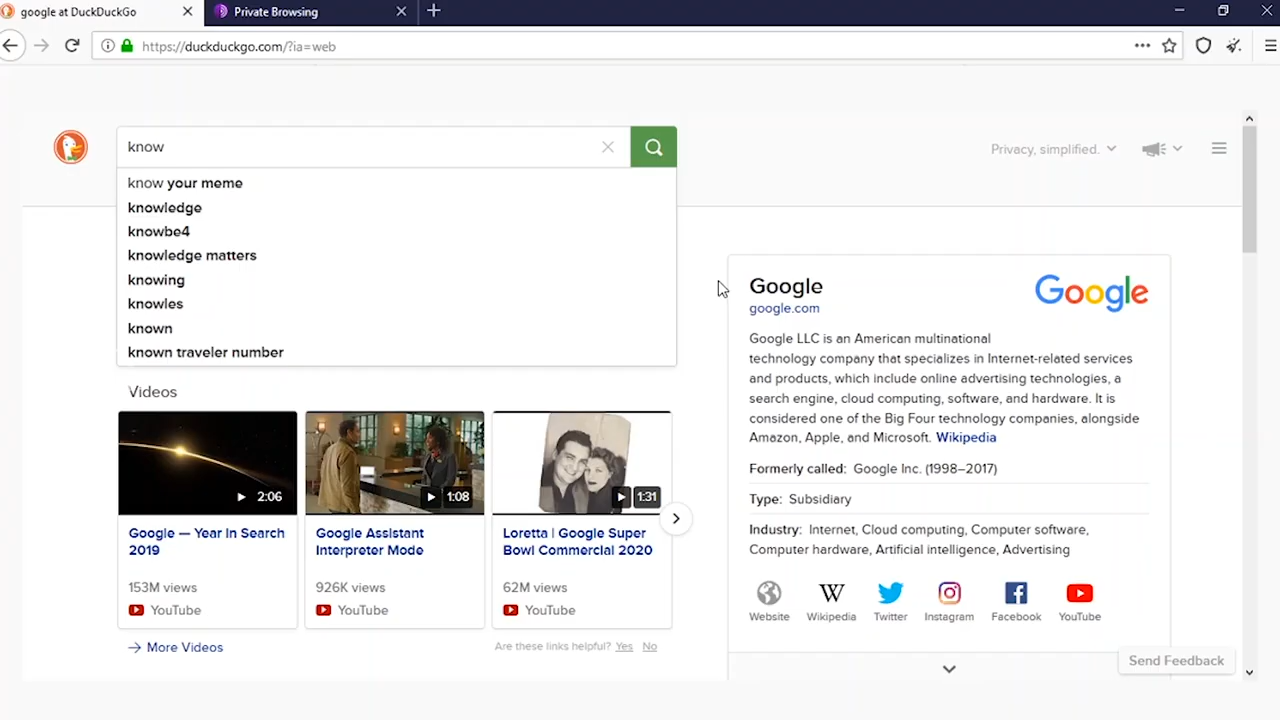 google at DuckDuckGo
Private Browsing
https://duckduckgo.com/?ia=web
know
Privacy, simplified.
know your meme
knowledge
knowbe4
knowledge matters
knowing
knowles
known
known traveler number
Videos
2:06
1:08
1:31
Google — Year In Search
2019
153M views
YouTube
Google Assistant
Interpreter Mode
926K views
YouTube
Loretta | Google Super
Bowl Commercial 2020
62M views
YouTube
More Videos
Are these links helpful? Yes No
Google
google.com
Google
Google LLC is an American multinational
technology company that specializes in Internet-related services
and products, which include online advertising technologies, a
search engine, cloud computing, software, and hardware. It is
considered one of the Big Four technology companies, alongside
Amazon, Apple, and Microsoft. Wikipedia
Formerly called: Google Inc. (1998–2017)
Type: Subsidiary
Industry: Internet, Cloud computing, Computer software,
Computer hardware, Artificial intelligence, Advertising
Website
Wikipedia
Twitter
Instagram
Facebook
YouTube
Send Feedback